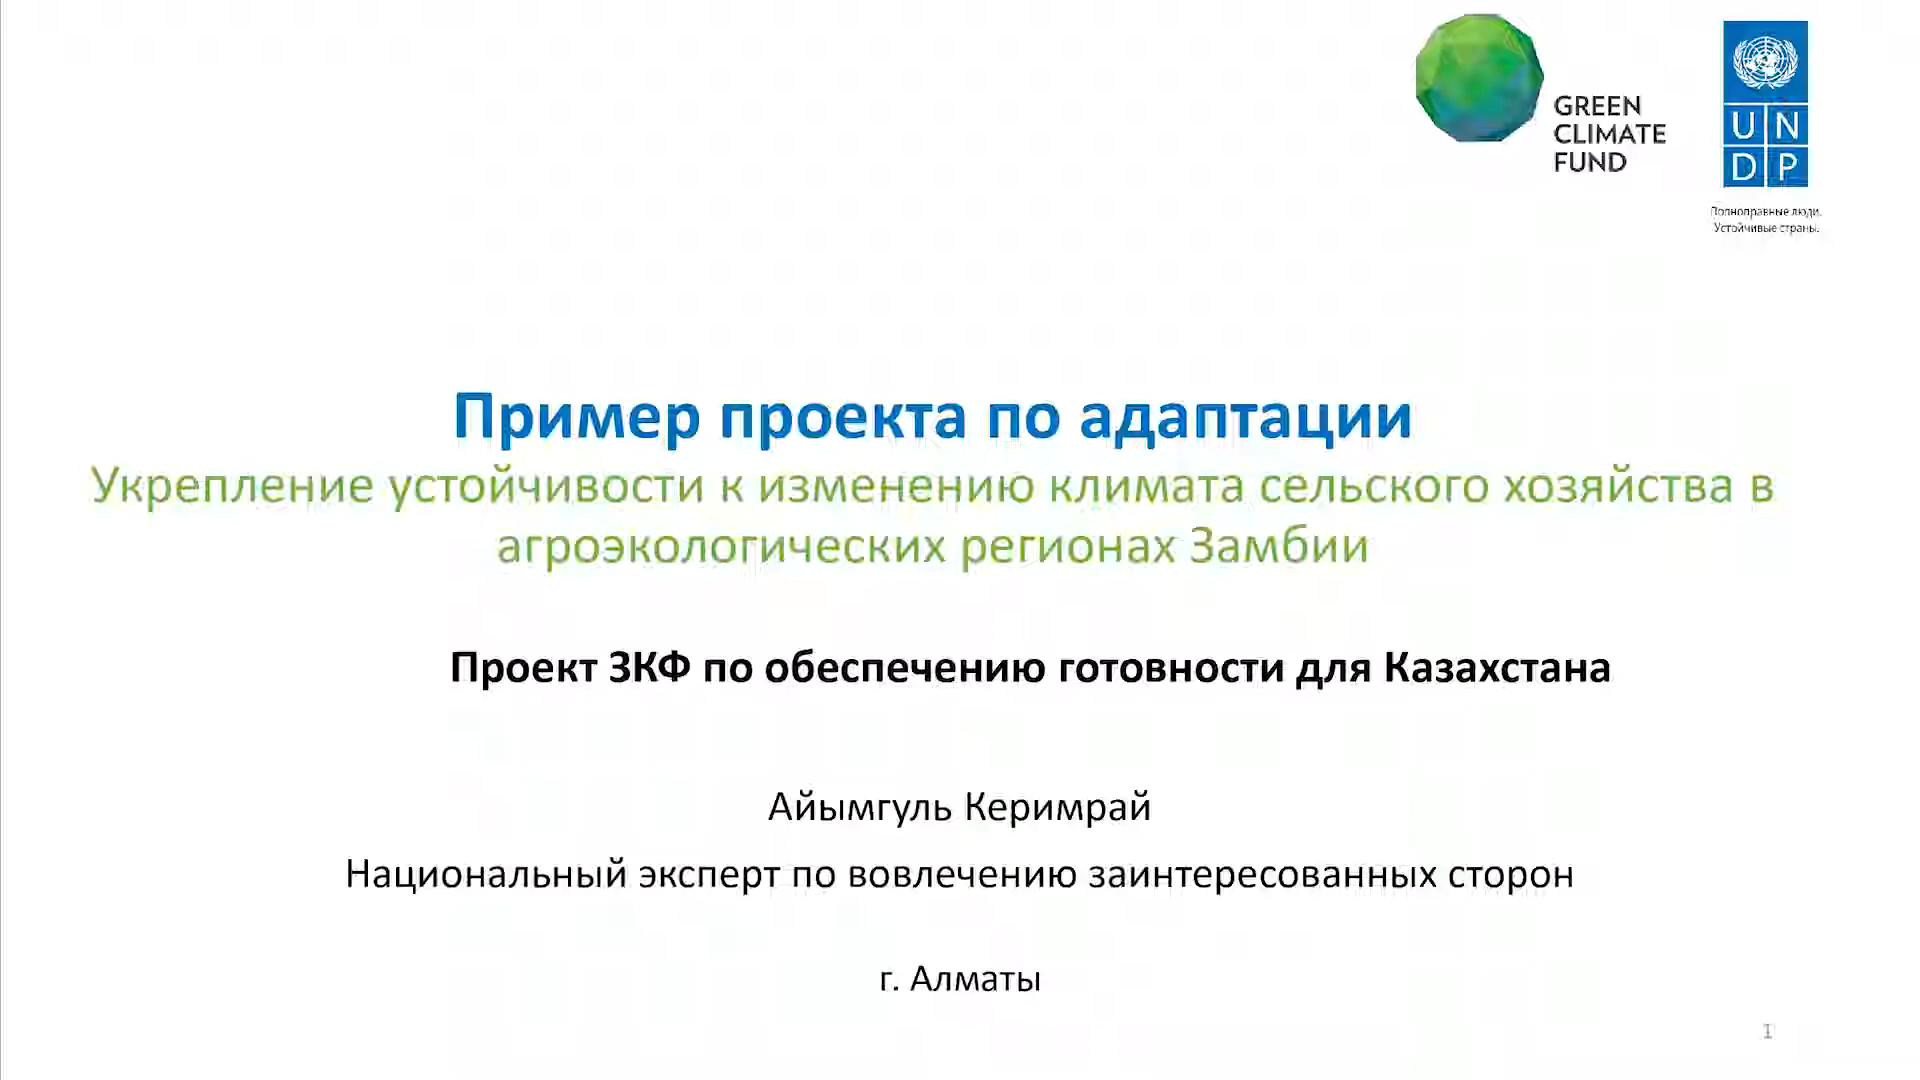 GREEN
CLIMATE
FUND
U N
D P
Полноправные люди.
Устойчивые страны.
Пример проекта по адаптации
Укрепление устойчивости к изменению климата сельского хозяйства в
агроэкологических регионах Замбии
Проект ЗКФ по обеспечению готовности для Казахстана
Айымгуль Керимрай
Национальный эксперт по вовлечению заинтересованных сторон
г. Алматы
1